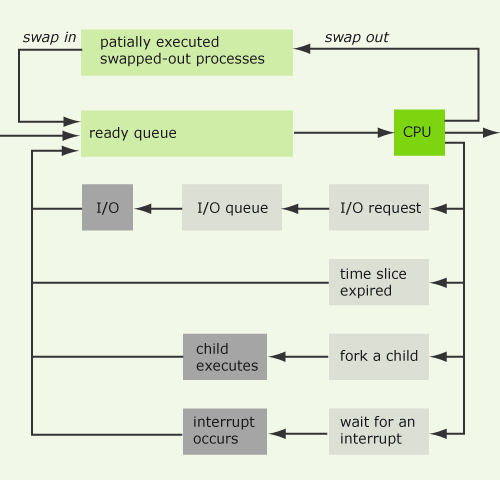 swap in
patially executed
swapped-out processes
swap out
ready queue
CPU
I/O
I/O queue
I/O request
time slice
expired
child
executes
fork a child
interrupt
occurs
wait for an
interrupt